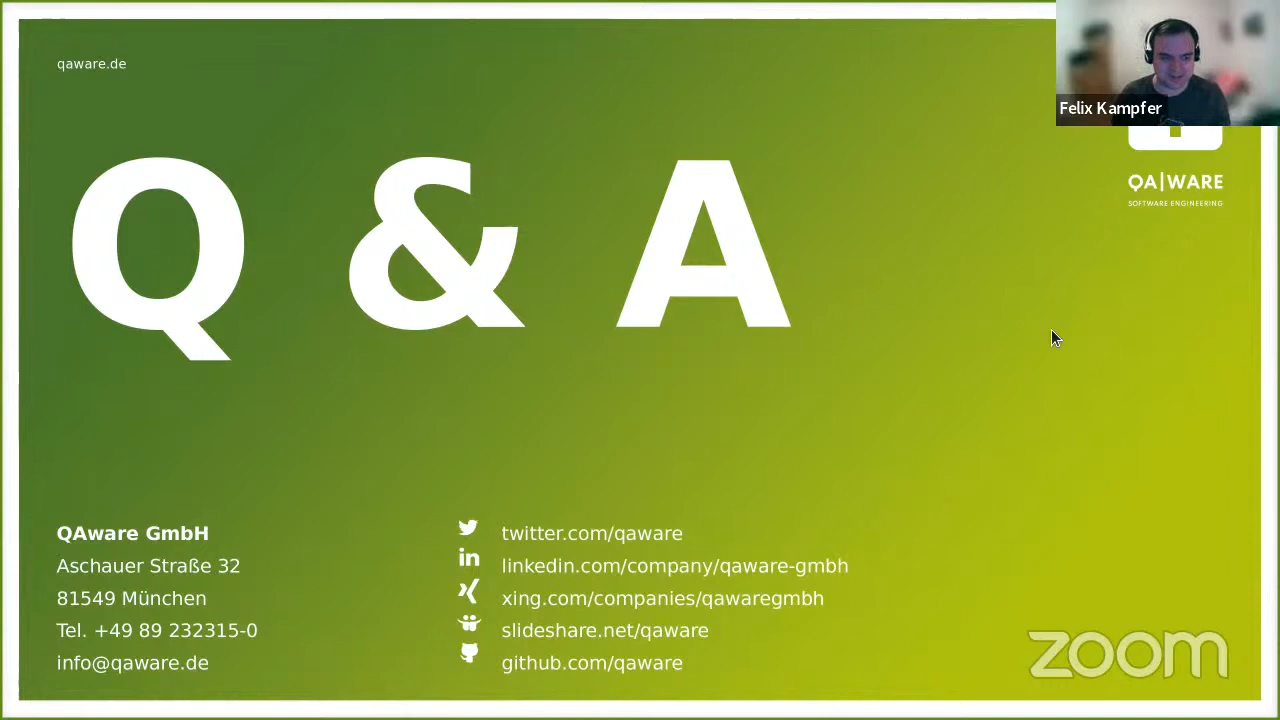 qaware.de
Felix Kampfer
QA|WARE
SOFTWARE ENGINEERING
Q & A
QAware GmbH
Aschauer Straße 32
81549 München
Tel. +49 89 232315-0
info@qaware.de
twitter.com/qaware
linkedin.com/company/qaware-gmbh
xing.com/companies/qawaregmbh
slideshare.net/qaware
github.com/qaware
zoom